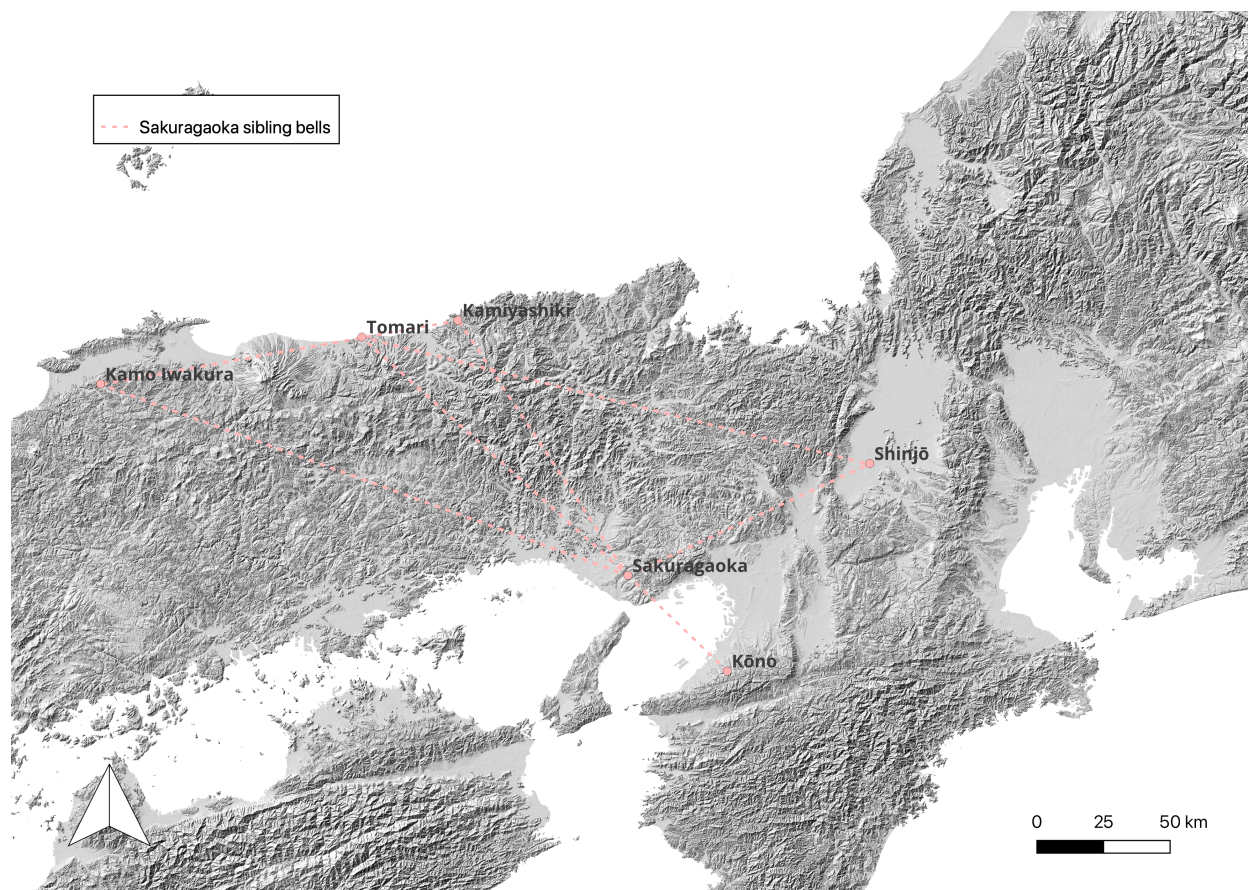 Sakuragaoka sibling bells
Kamiyashiki
Tomari
Kamo Iwakura
Shinjō
Sakuragaoka
Kōno
0 25 50 km